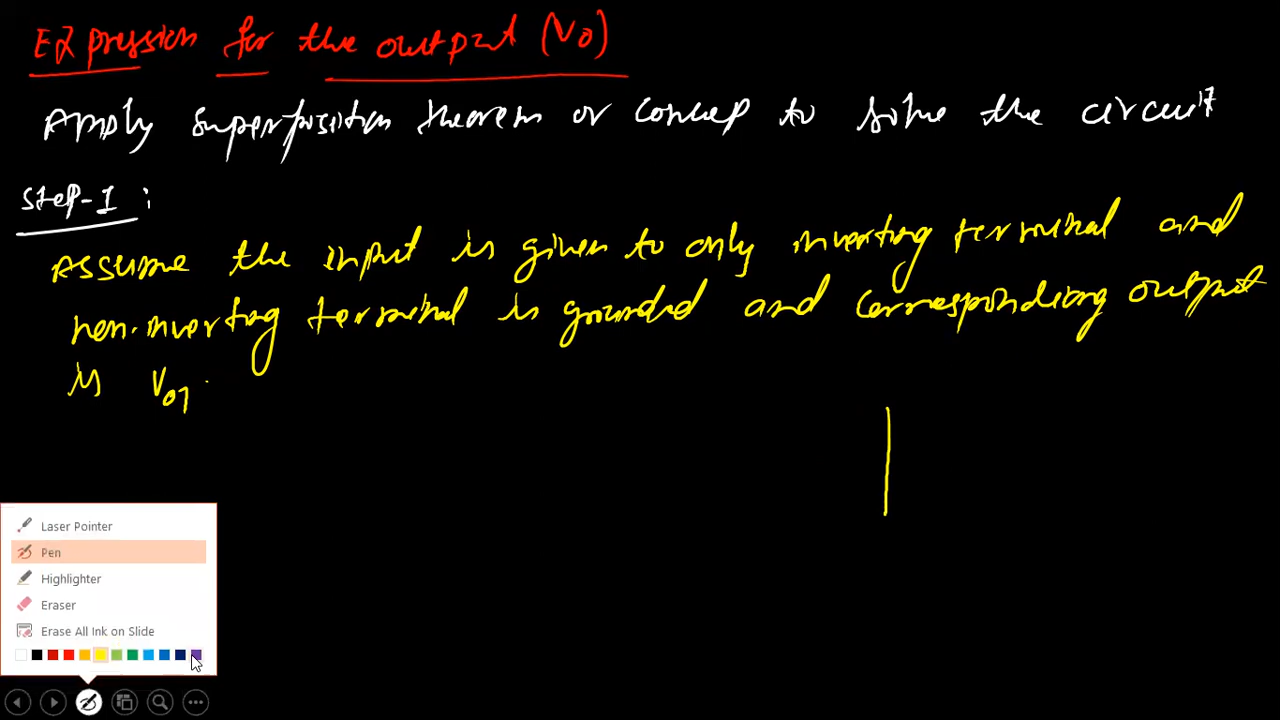 Expression for the output (Vo)
Apply superposition theorem or concep to solve the circuit
Step-1 :
Assume the input is given to only inverting terminal and
non-inverting terminal is grounded and corresponding output
is Vo1.
Laser Pointer
Pen
Highlighter
Eraser
Erase All Ink on Slide